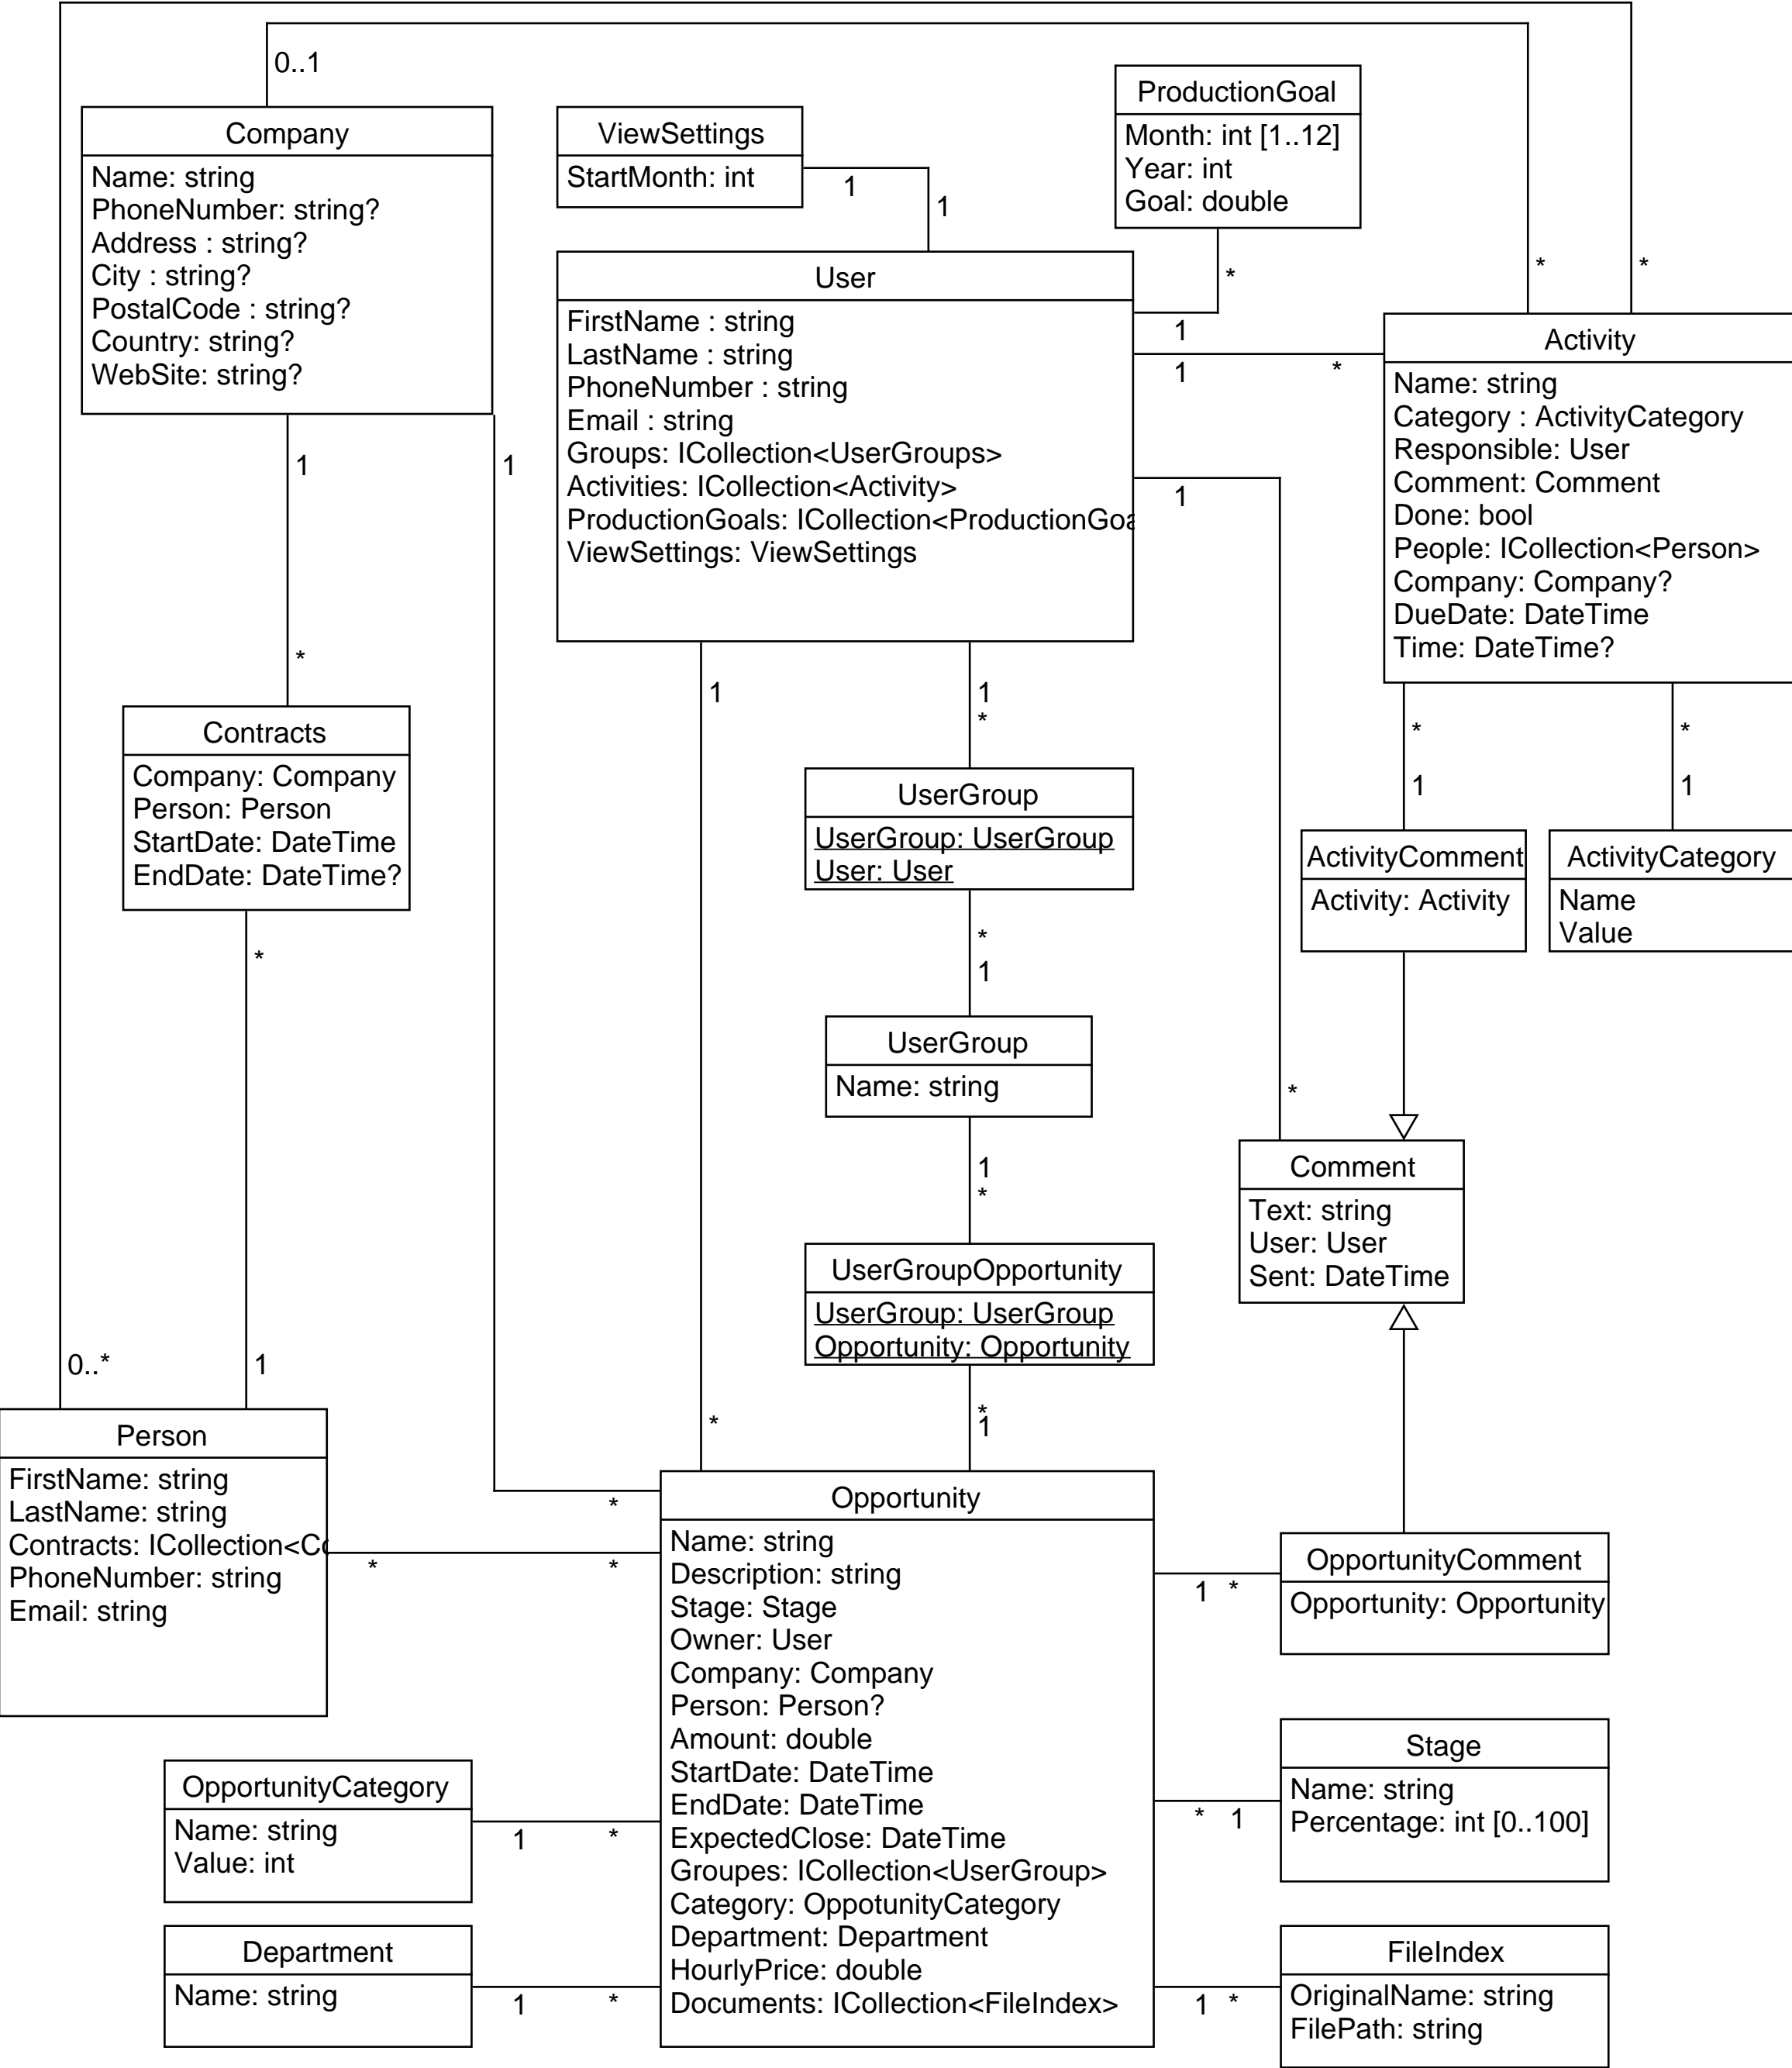 0..1
ProductionGoal
Month: int [1..12]
Year: int
Goal: double
*
Company
Name: string
PhoneNumber: string?
Address : string?
City : string?
PostalCode : string?
Country: string?
WebSite: string?
ViewSettings
StartMonth: int
1
1
*
*
User
FirstName : string
LastName : string
PhoneNumber : string
Email : string
Groups: ICollection<UserGroups>
Activities: ICollection<Activity>
ProductionGoals: ICollection<ProductionGoa
ViewSettings: ViewSettings
1
1
*
1
Activity
Name: string
Category : ActivityCategory
Responsible: User
Comment: Comment
Done: bool
People: ICollection<Person>
Company: Company?
DueDate: DateTime
Time: DateTime?
1
1
*
1
1
*
*
*
1
1
Contracts
Company: Company
Person: Person
StartDate: DateTime
EndDate: DateTime?
UserGroup
UserGroup: UserGroup
User: User
ActivityComment
Activity: Activity
ActivityCategory
Name
Value
*
*
1
UserGroup
Name: string
*
1
*
Comment
Text: string
User: User
Sent: DateTime
UserGroupOpportunity
UserGroup: UserGroup
Opportunity: Opportunity
0..*
1
*
*
1
Person
FirstName: string
LastName: string
Contracts: ICollection<Co
PhoneNumber: string
Email: string
*
*
*
Opportunity
Name: string
Description: string
Stage: Stage
Owner: User
Company: Company
Person: Person?
Amount: double
StartDate: DateTime
EndDate: DateTime
ExpectedClose: DateTime
Groupes: ICollection<UserGroup>
Category: OppotunityCategory
Department: Department
HourlyPrice: double
Documents: ICollection<FileIndex>
1 *
OpportunityComment
Opportunity: Opportunity
* 1
Stage
Name: string
Percentage: int [0..100]
OpportunityCategory
Name: string
Value: int
1 *
Department
Name: string
1 *
1 *
FileIndex
OriginalName: string
FilePath: string